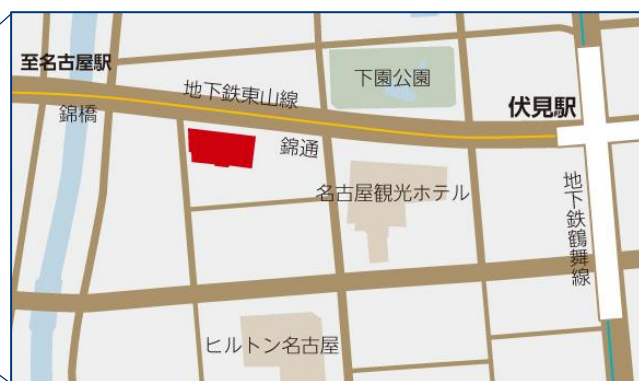 至名古屋駅
地下鉄東山線
下園公園
伏見駅
錦橋
錦通
名古屋観光ホテル
地下鉄鶴舞線
ヒルトン名古屋